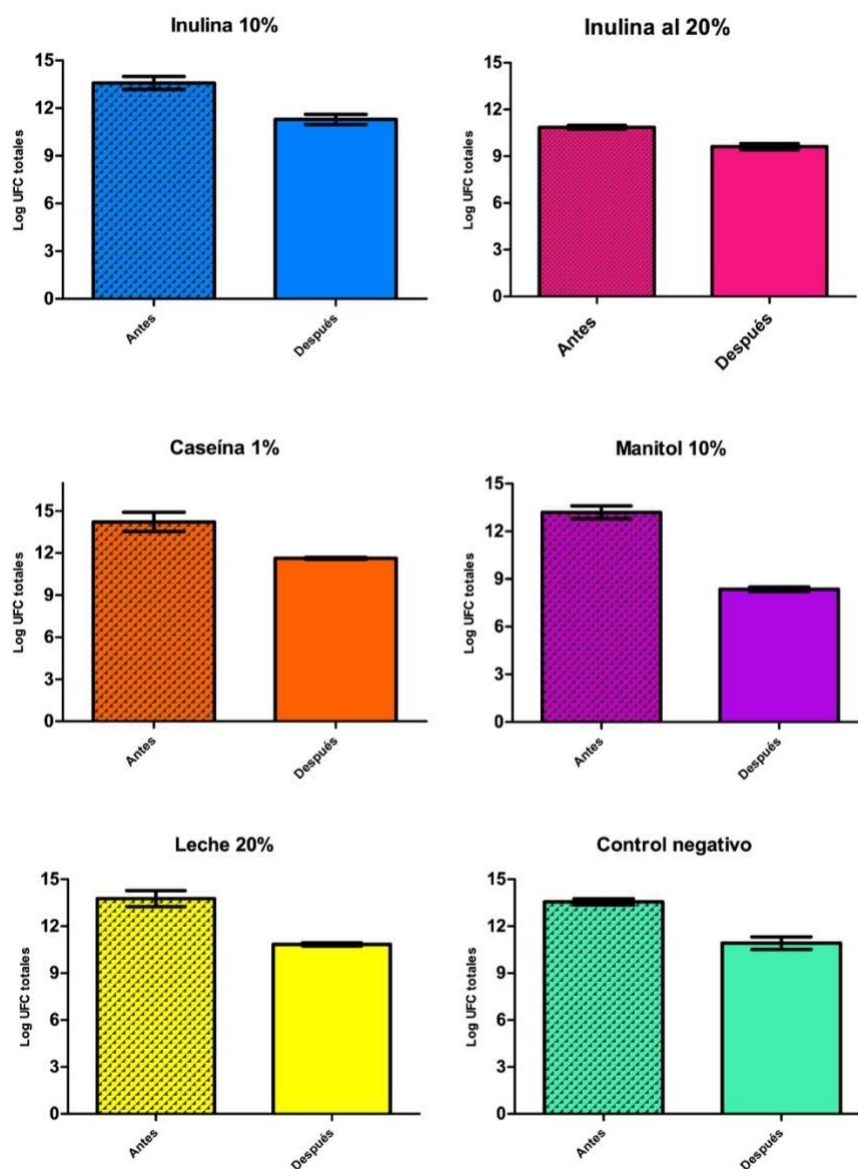 Inulina 10%
Log UFC totales
15
12
9
6
3
0
Antes
Después
Inulina al 20%
Log UFC totales
15
12
9
6
3
0
Antes
Después
Caseína 1%
Log UFC totales
15
12
9
6
3
0
Antes
Después
Manitol 10%
Log UFC totales
15
12
9
6
3
0
Antes
Después
Leche 20%
Log UFC totales
15
12
9
6
3
0
Antes
Después
Control negativo
Log UFC totales
15
12
9
6
3
0
Antes
Después